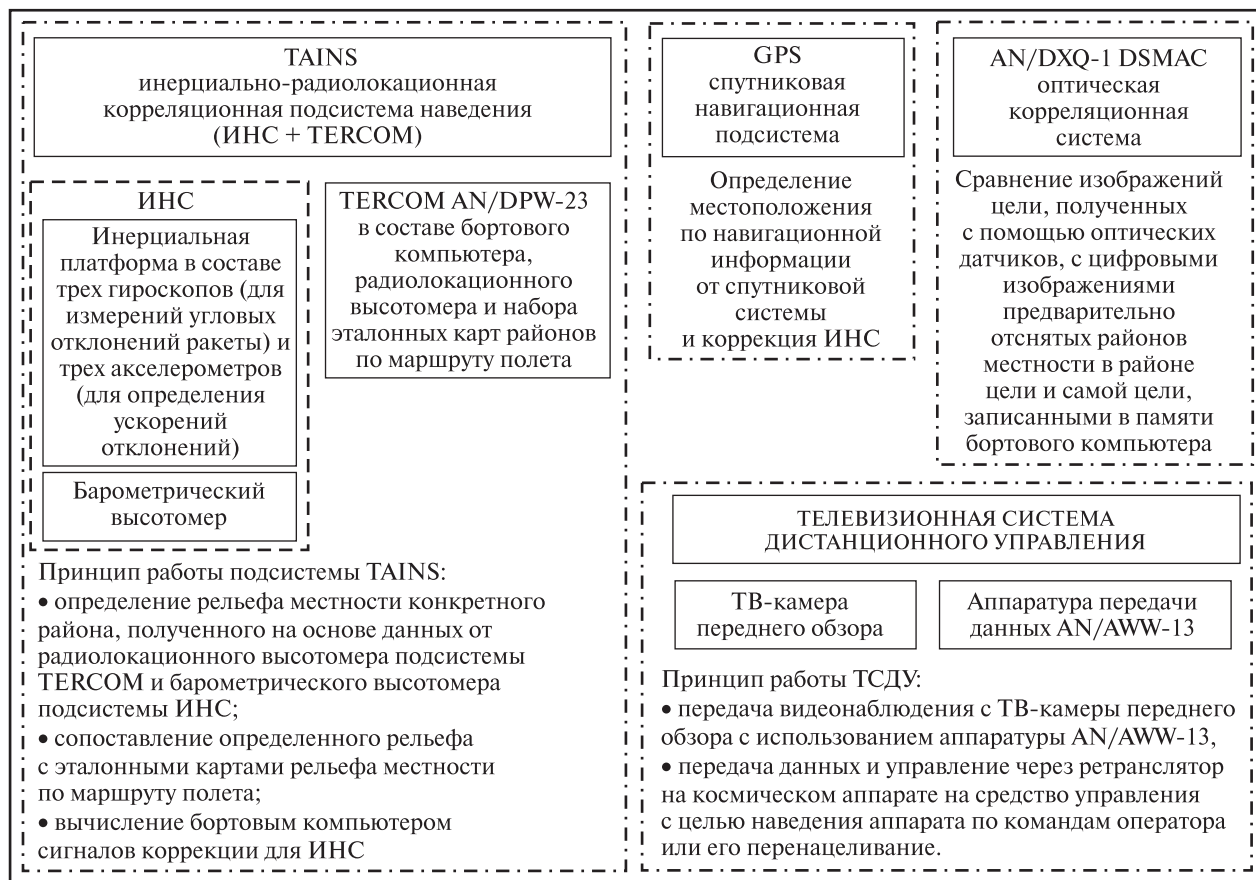 TAINS
инерциально-радиолокационная
корреляционная подсистема наведения
(ИНС + TERCOM)
ИНС
Инерциальная
платформа в составе
трех гироскопов (для
измерений угловых
отклонений ракеты) и
трех акселерометров
(для определения
ускорений
отклонений)
Барометрический
высотомер
TERCOM AN/DPW-23
в составе бортового
компьютера,
радиолокационного
высотомера и набора
эталонных карт районов
по маршруту полета
Принцип работы подсистемы TAINS:
• определение рельефа местности конкретного
района, полученного на основе данных от
радиолокационного высотомера подсистемы
TERCOM и барометрического высотомера
подсистемы ИНС;
• сопоставление определенного рельефа
с эталонными картами рельефа местности
по маршруту полета;
• вычисление бортовым компьютером
сигналов коррекции для ИНС
GPS
спутниковая
навигационная
подсистема
Определение
местоположения
по навигационной
информации
от спутниковой
системы
и коррекция ИНС
AN/DXQ-1 DSMAC
оптическая
корреляционная
система
Сравнение изображений
цели, полученных
с помощью оптических
датчиков, с цифровыми
изображениями
предварительно
отснятых районов
местности в районе
цели и самой цели,
записанными в памяти
бортового компьютера
ТЕЛЕВИЗИОННАЯ СИСТЕМА
ДИСТАНЦИОННОГО УПРАВЛЕНИЯ
ТВ-камера
переднего обзора
Аппаратура передачи
данных AN/AWW-13
Принцип работы ТСДУ:
• передача видеонаблюдения с ТВ-камеры переднего
обзора с использованием аппаратуры AN/AWW-13,
• передача данных и управление через ретранслятор
на космическом аппарате на средство управления
с целью наведения аппарата по командам оператора
или его перенацеливание.